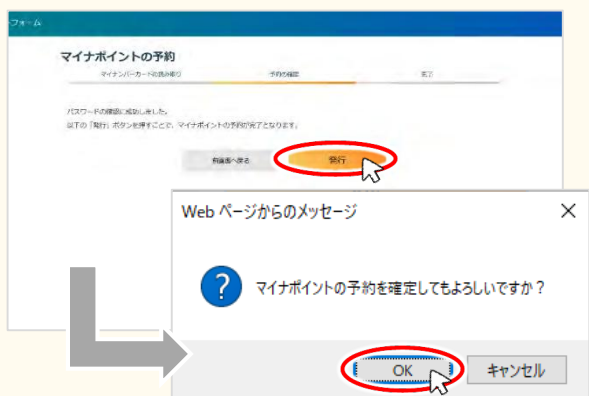 フォーム
マイナポイントの予約
マイナンバーカードの読み取り
予約の確定
完了
パスワードの確認に成功しました。
以下の「発行」ボタンを押すことで、マイナポイントの予約が完了となります。
前画面へ戻る
発行
Web ページからのメッセージ
マイナポイントの予約を確定してもよろしいですか？
OK
キャンセル